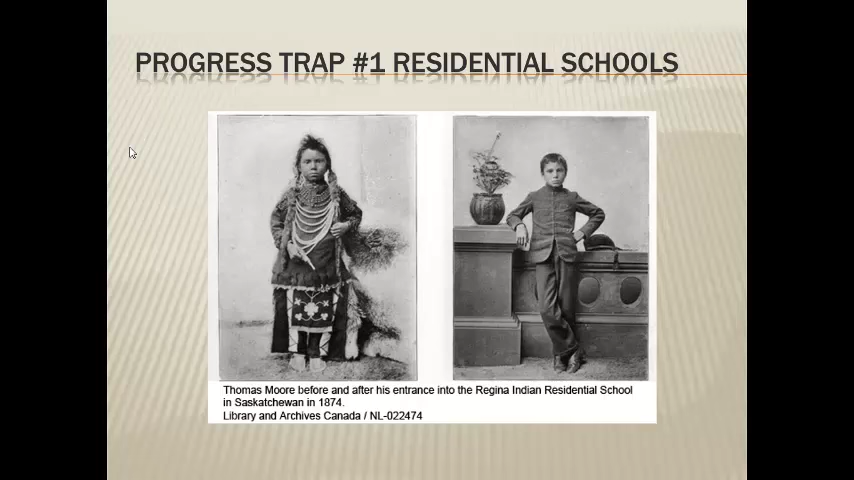 PROGRESS TRAP #1 RESIDENTIAL SCHOOLS
Thomas Moore before and after his entrance into the Regina Indian Residential School
in Saskatchewan in 1874.
Library and Archives Canada / NL-022474